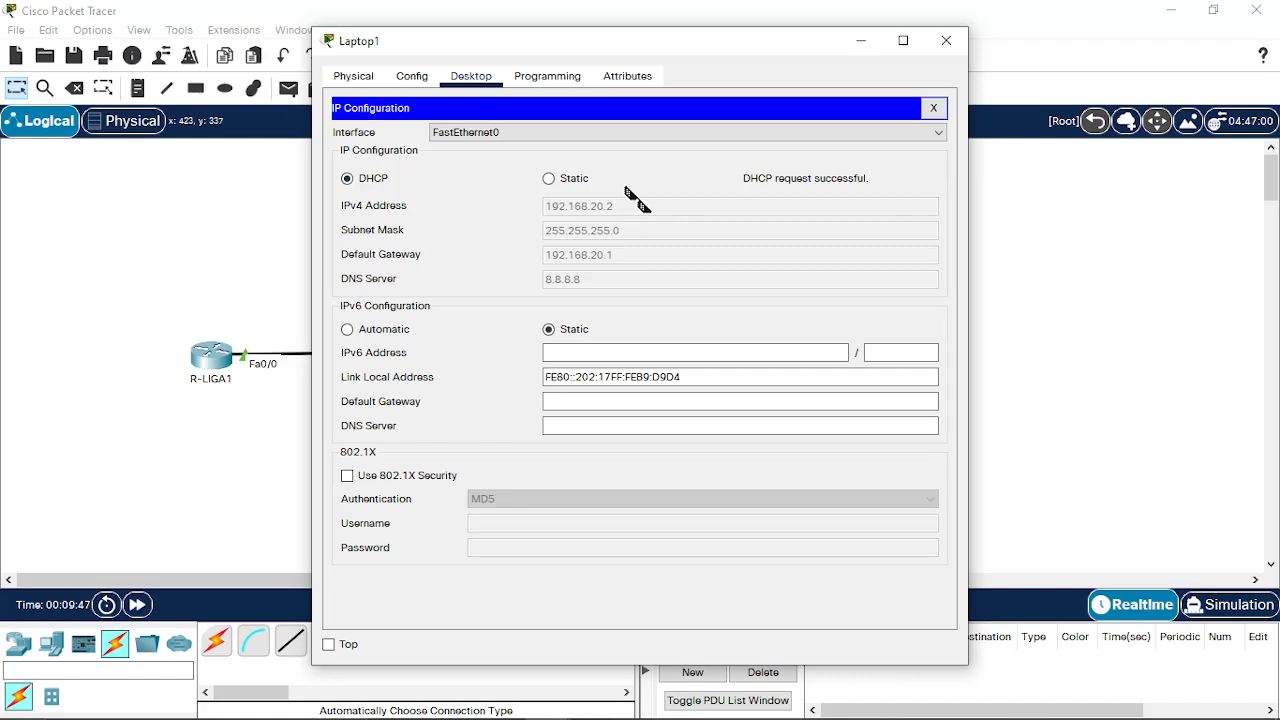 Cisco Packet Tracer
File Edit Options View Tools Extensions Window
Logical Physical x: 423, y: 337
[Root] 04:47:00
Laptop1
Physical Config Desktop Programming Attributes
IP Configuration X
Interface FastEthernet0
IP Configuration
DHCP Static DHCP request successful.
IPv4 Address 192.168.20.2
Subnet Mask 255.255.255.0
Default Gateway 192.168.20.1
DNS Server 8.8.8.8
IPv6 Configuration
Automatic Static
IPv6 Address /
Link Local Address FE80::202:17FF:FEB9:D9D4
Default Gateway
DNS Server
802.1X
Use 802.1X Security
Authentication MD5
Username
Password
Top
Fa0/0
R-LIGA1
Time: 00:09:47
Realtime Simulation
stination Type Color Time(sec) Periodic Num Edit
New Delete
Toggle PDU List Window
Automatically Choose Connection Type